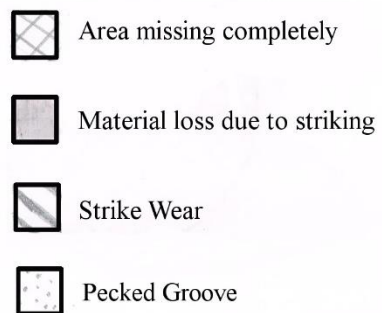 Area missing completely
Material loss due to striking
Strike Wear
Pecked Groove